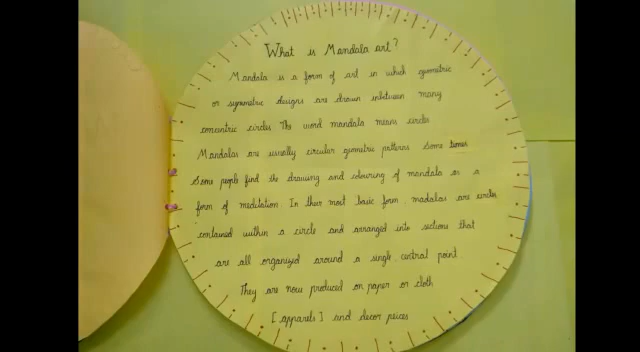 What is Mandala art?
Mandala is a form of art in which geometric
or symmetric designs are drawn inbetween many
concentric circles The word mandala means circle
Mandalas are usually circular geometric patterns Some times
Some people find the drawing and colouring of mandala as a
form of meditation. In their most basic form madalas are circles
contained within a circle and arranged into sections that
are all organized around a single central point.
They are now produced on paper or cloth
[apparels] and decor peices